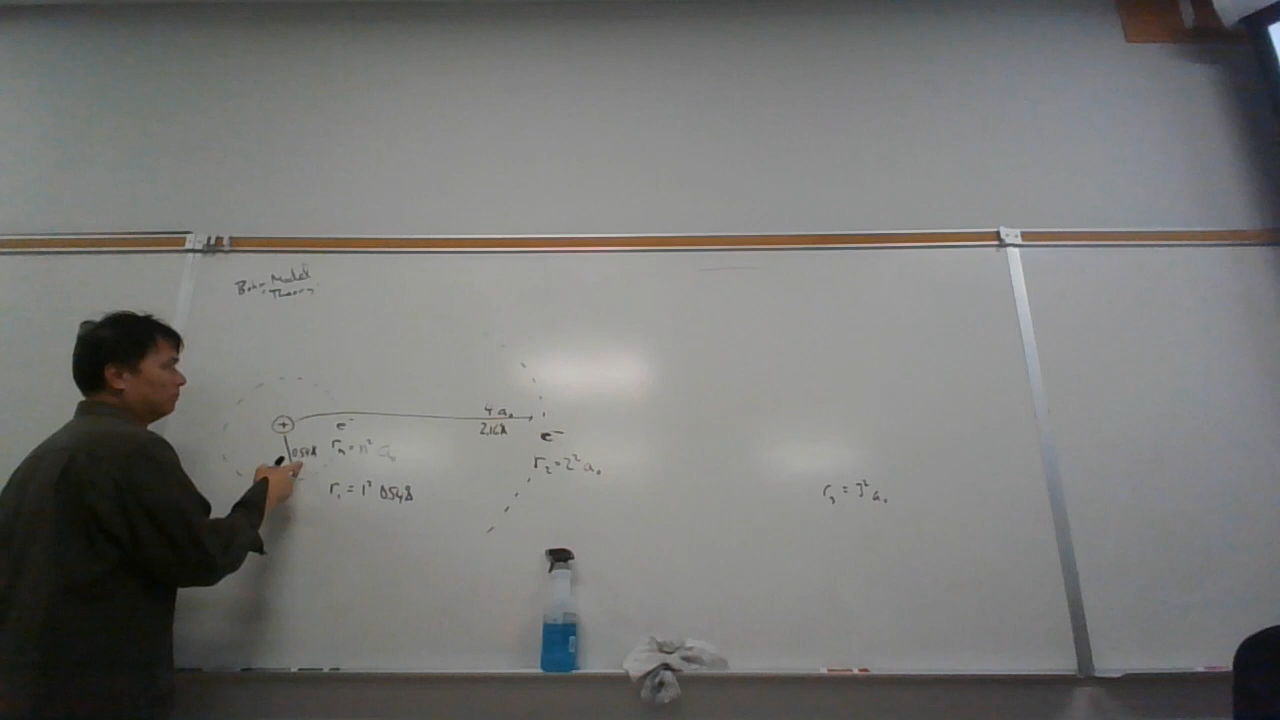 Bohr Model
Theory
+
4 a₀
e⁻
2.16Å
e⁻
0.54Å
rₙ = n² a₀
r₂ = 2² a₀
r₁ = 1² 0.54Å
r₃ = 3² a₀